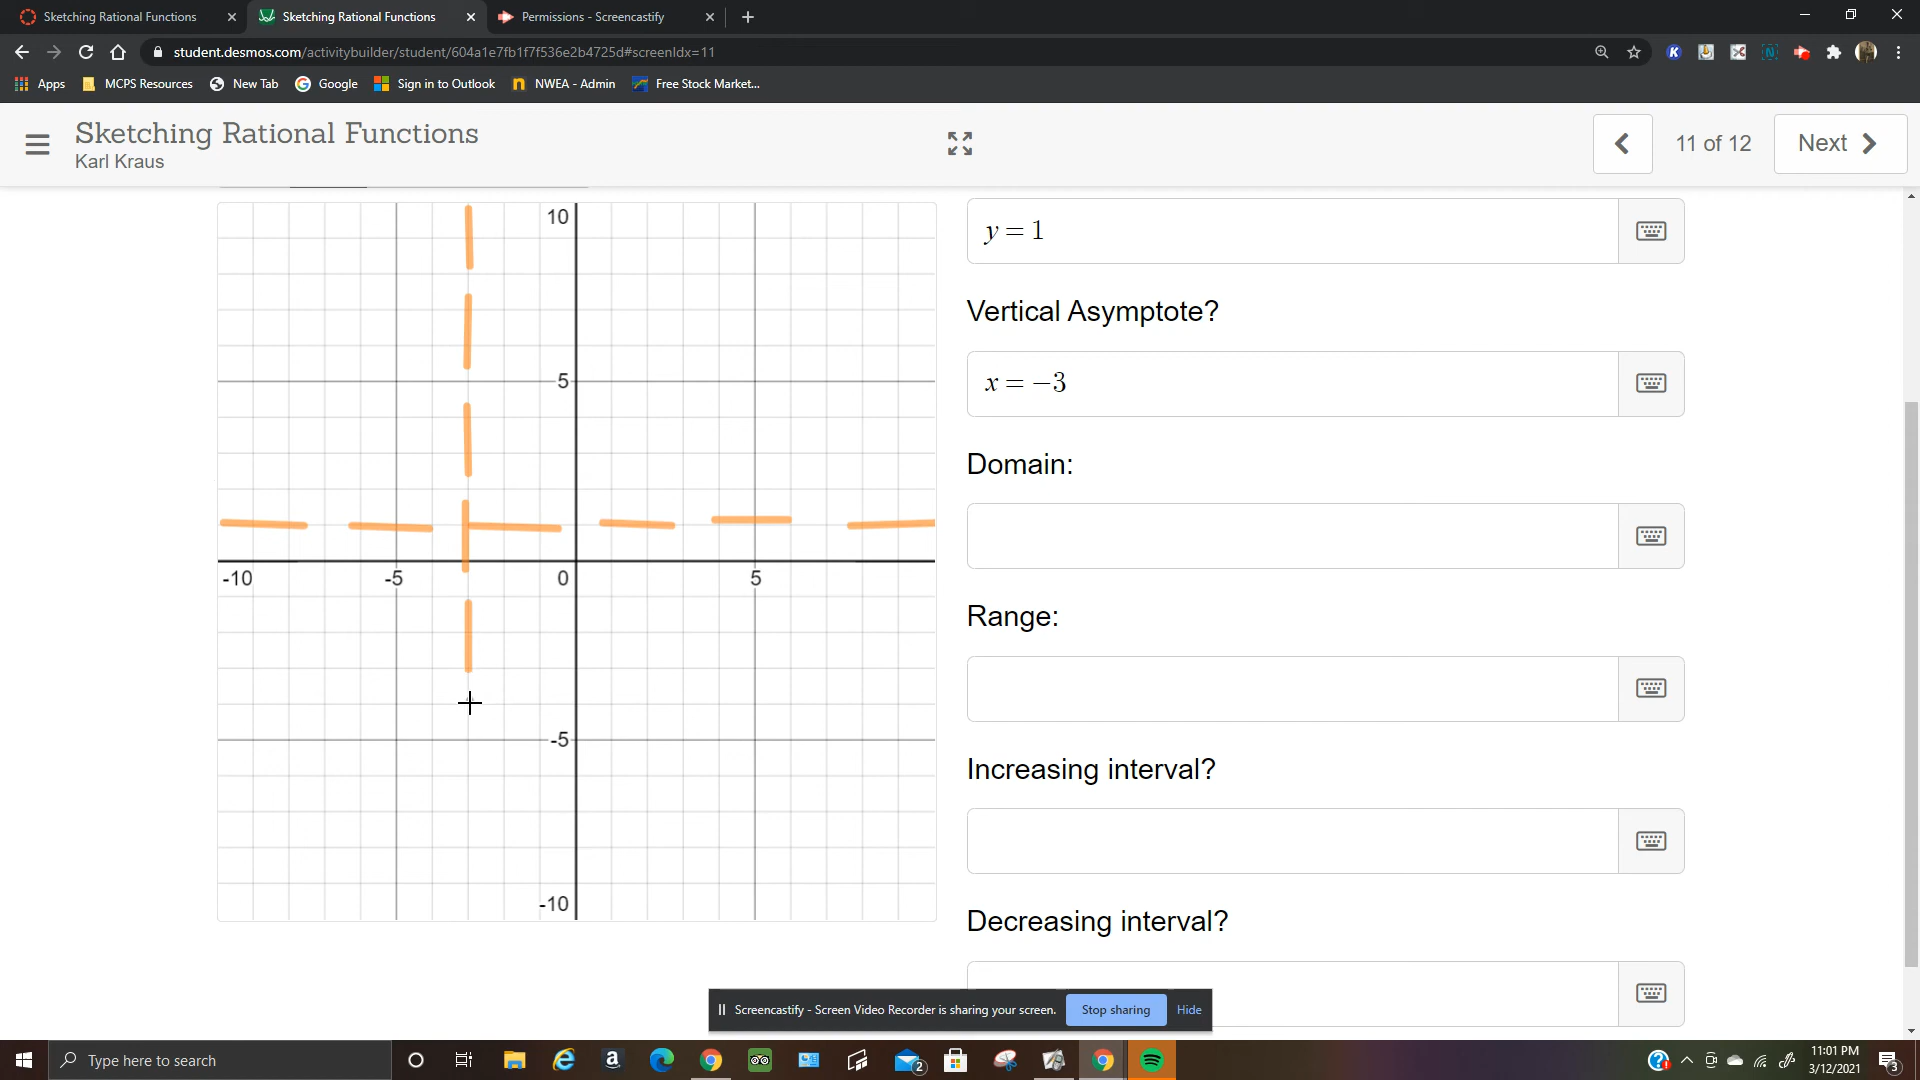 Sketching Rational Functions
Sketching Rational Functions
Permissions - Screencastify
student.desmos.com/activitybuilder/student/604a1e7fb1f7f536e2b4725d#screenIdx=11
Apps
MCPS Resources
New Tab
Google
Sign in to Outlook
NWEA - Admin
Free Stock Market...
Sketching Rational Functions
Karl Kraus
11 of 12
Next
10
5
-10
-5
0
5
-5
-10
y = 1
Vertical Asymptote?
x = −3
Domain:
Range:
Increasing interval?
Decreasing interval?
Screencastify - Screen Video Recorder is sharing your screen.
Stop sharing
Hide
Type here to search
2
11:01 PM
3/12/2021
3